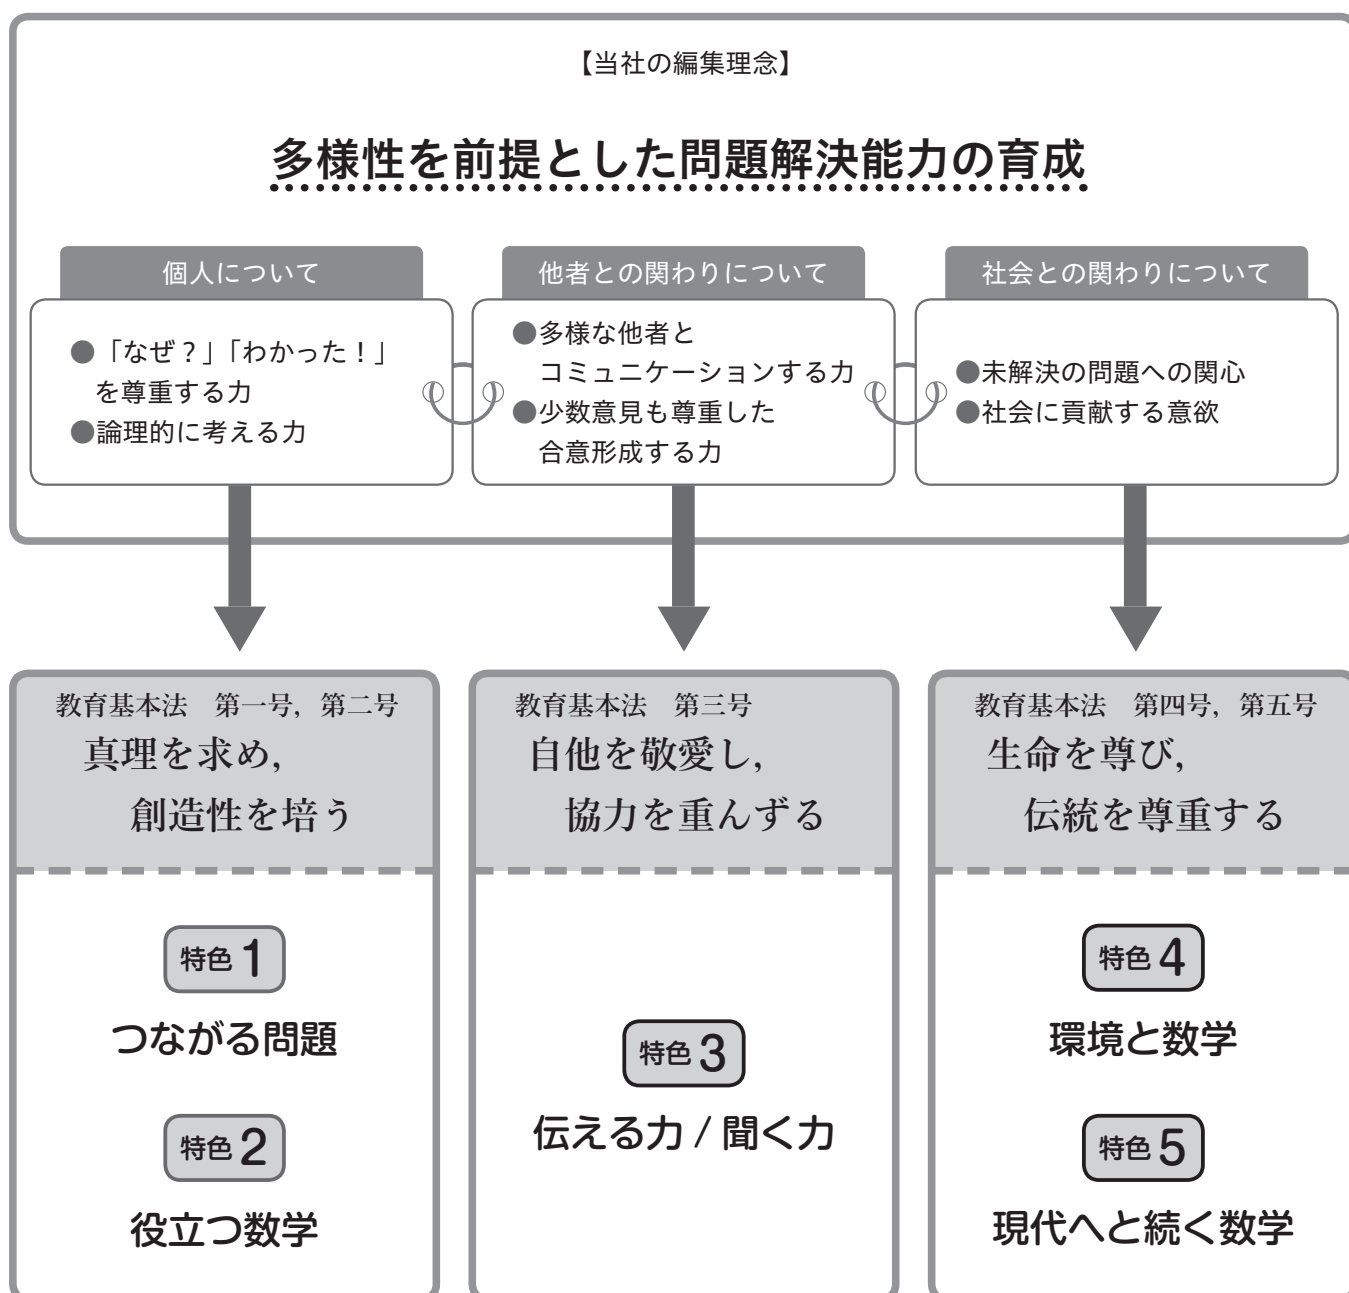 【当社の編集理念】
多様性を前提とした問題解決能力の育成
個人について
●「なぜ？」「わかった！」
を尊重する力
●論理的に考える力
他者との関わりについて
●多様な他者と
コミュニケーションする力
●少数意見も尊重した
合意形成する力
社会との関わりについて
●未解決の問題への関心
●社会に貢献する意欲
教育基本法　第一号，第二号
真理を求め，
創造性を培う
特色1
つながる問題
特色2
役立つ数学
教育基本法　第三号
自他を敬愛し，
協力を重んずる
特色3
伝える力 / 聞く力
教育基本法　第四号，第五号
生命を尊び，
伝統を尊重する
特色4
環境と数学
特色5
現代へと続く数学